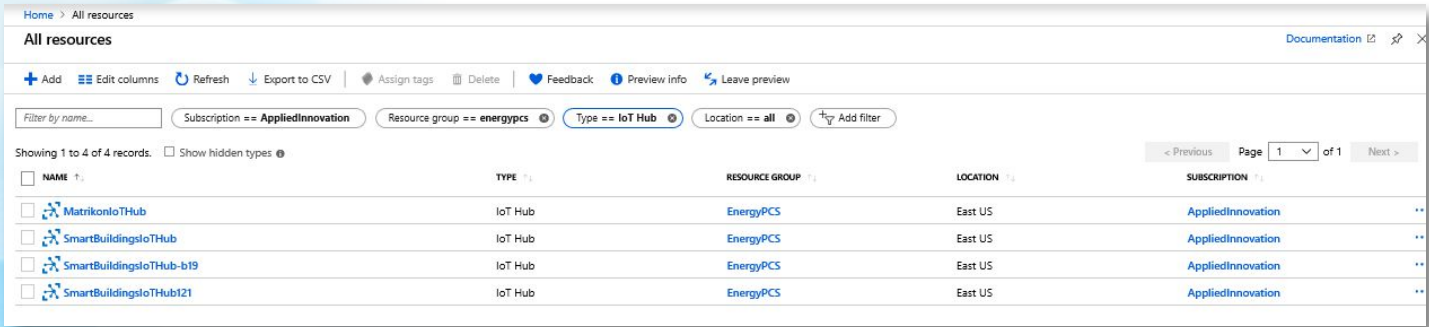 Home > All resources
All resources
Documentation
Add Edit columns Refresh Export to CSV Assign tags Delete Feedback Preview info Leave preview
Filter by name... Subscription == AppliedInnovation Resource group == energypcs Type == IoT Hub Location == all Add filter
Showing 1 to 4 of 4 records. Show hidden types < Previous Page 1 of 1 Next >
NAME TYPE RESOURCE GROUP LOCATION SUBSCRIPTION
MatrikonIoTHub IoT Hub EnergyPCS East US AppliedInnovation
SmartBuildingsIoTHub IoT Hub EnergyPCS East US AppliedInnovation
SmartBuildingsIoTHub-b19 IoT Hub EnergyPCS East US AppliedInnovation
SmartBuildingsIoTHub121 IoT Hub EnergyPCS East US AppliedInnovation